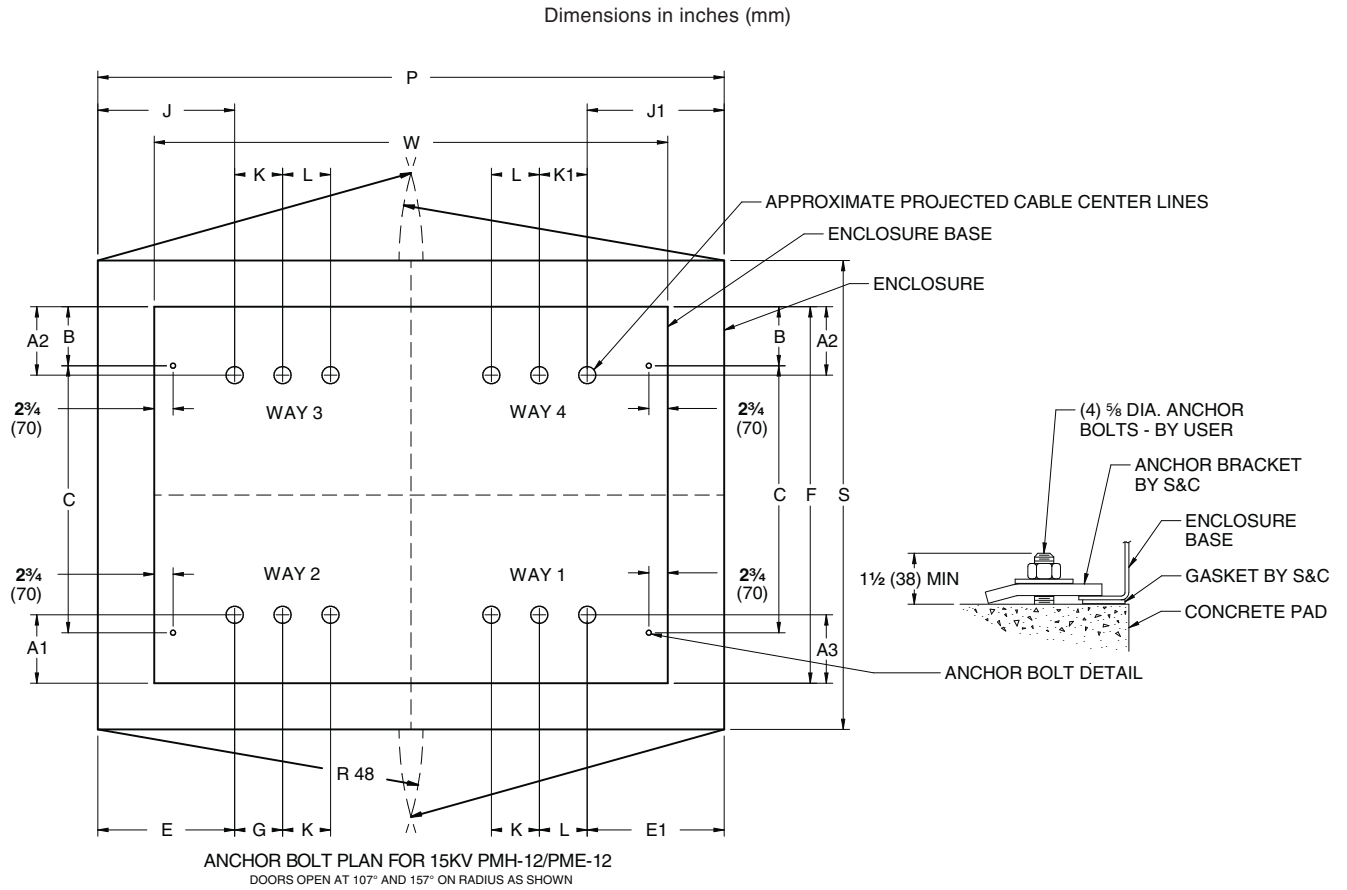 Dimensions in inches (mm)
P
J
J1
W
K
L
L
K1
APPROXIMATE PROJECTED CABLE CENTER LINES
ENCLOSURE BASE
ENCLOSURE
A2
B
B
A2
2¾
(70)
WAY 3
WAY 4
2¾
(70)
C
C
F
S
2¾
(70)
WAY 2
WAY 1
2¾
(70)
A1
A3
ANCHOR BOLT DETAIL
R 48
E
G
K
K
L
E1
(4) ⅝ DIA. ANCHOR
BOLTS - BY USER
ANCHOR BRACKET
BY S&C
ENCLOSURE
BASE
1½ (38) MIN
GASKET BY S&C
CONCRETE PAD
ANCHOR BOLT PLAN FOR 15KV PMH-12/PME-12
DOORS OPEN AT 107° AND 157° ON RADIUS AS SHOWN